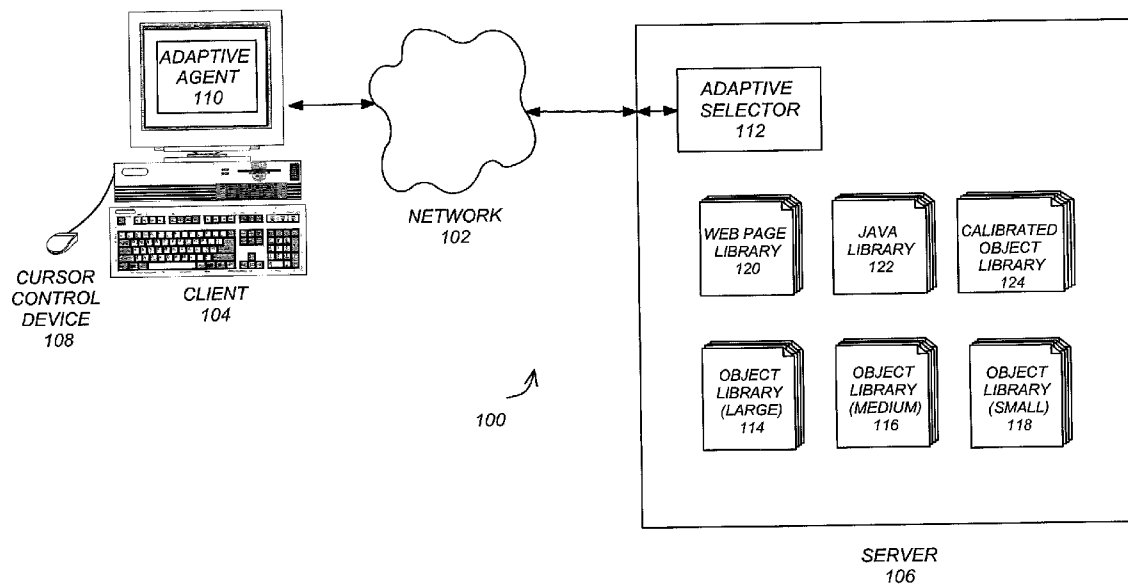 ADAPTIVE
AGENT
110
CURSOR
CONTROL
DEVICE
108
CLIENT
104
NETWORK
102
100
ADAPTIVE
SELECTOR
112
WEB PAGE
LIBRARY
120
JAVA
LIBRARY
122
CALIBRATED
OBJECT
LIBRARY
124
OBJECT
LIBRARY
(LARGE)
114
OBJECT
LIBRARY
(MEDIUM)
116
OBJECT
LIBRARY
(SMALL)
118
SERVER
106